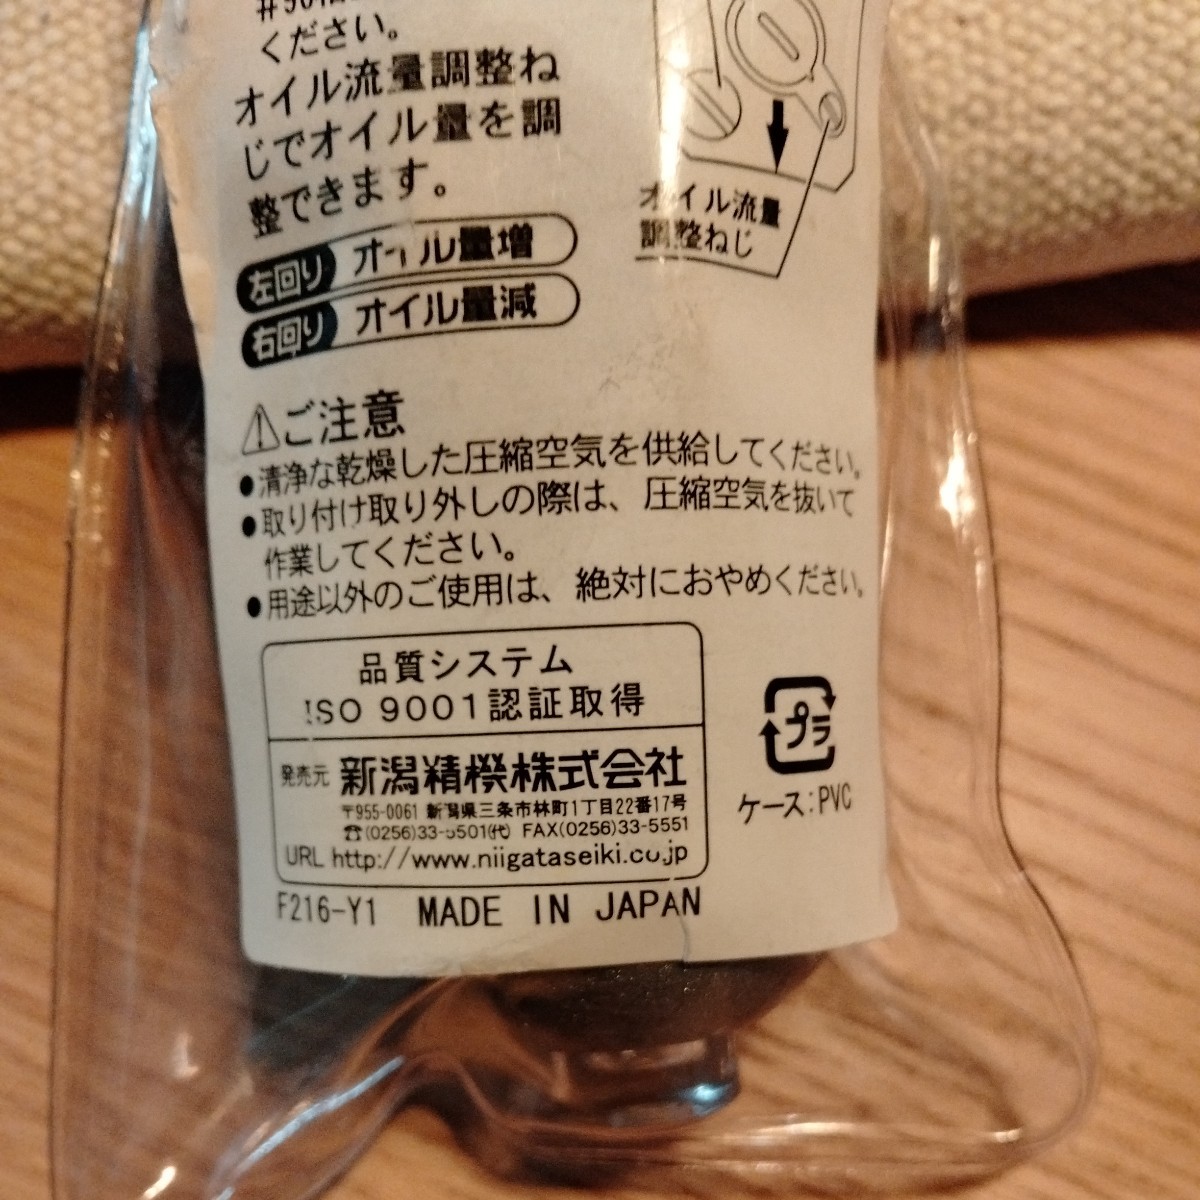 ください。
オイル流量調整ね
じでオイル量を調
整できます。
左回り オイル量増
右回り オイル量減
オイル流量
調整ねじ
⚠ご注意
●清浄な乾燥した圧縮空気を供給してください。
●取り付け取り外しの際は、圧縮空気を抜いて
作業してください。
●用途以外のご使用は、絶対におやめください。
品質システム
ISO 9001認証取得
発売元 新潟精機株式会社
〒955-0061 新潟県三条市林町1丁目22番17号
☎(0256)33-5501(代) FAX(0256)33-5551
URL http://www.niigataseiki.co.jp
プラ
ケース:PVC
F216-Y1 MADE IN JAPAN